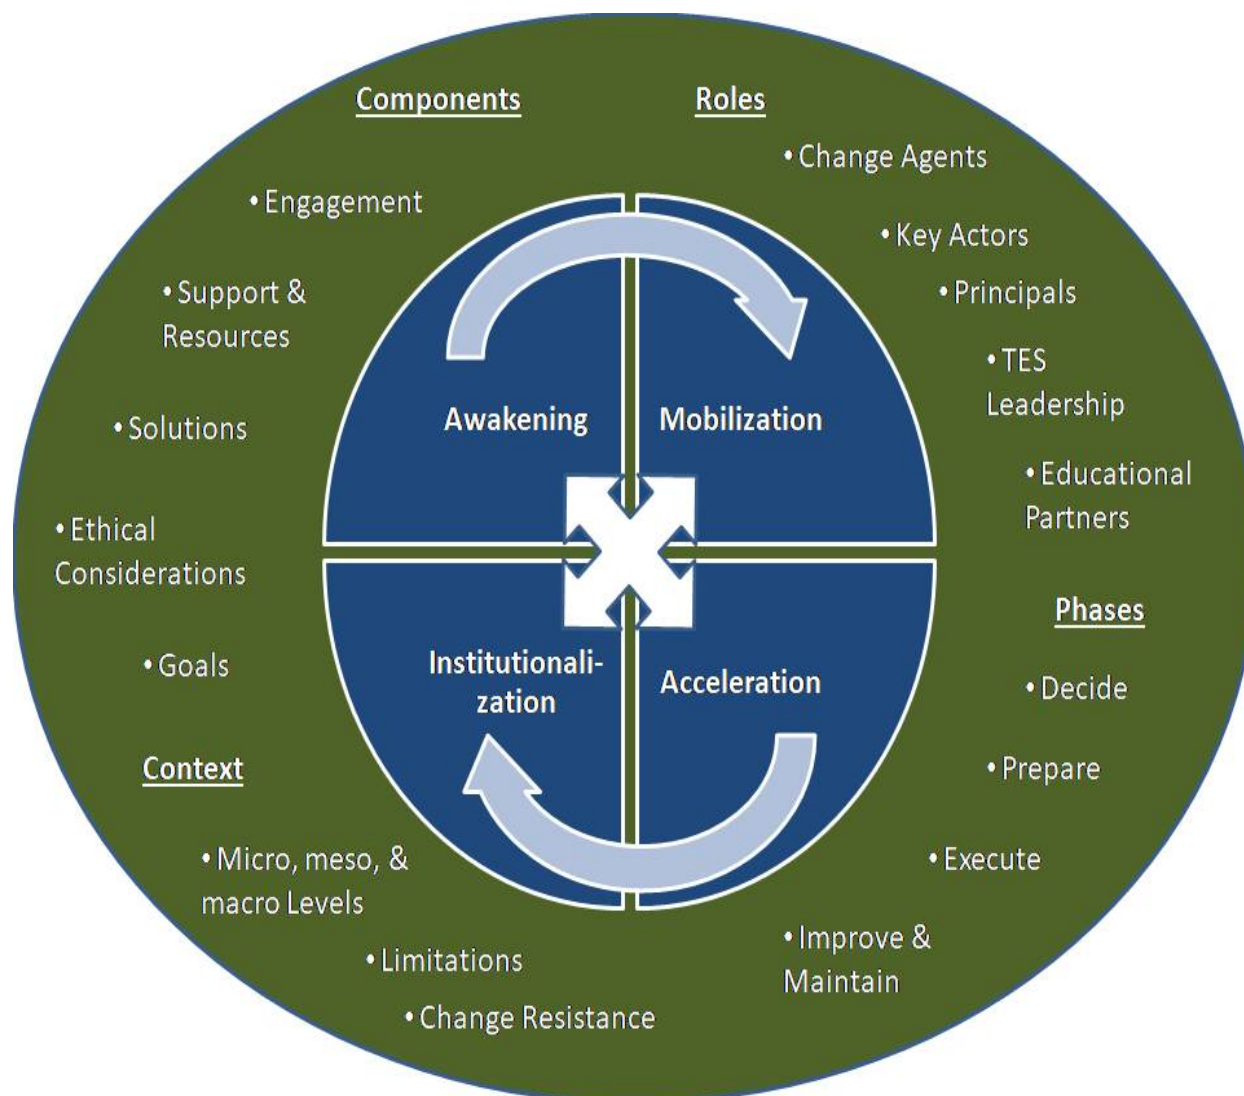 Components
• Engagement
• Support &
Resources
• Solutions
• Ethical
Considerations
• Goals
Context
• Micro, meso, &
macro Levels
• Limitations
• Change Resistance
Roles
• Change Agents
• Key Actors
• Principals
• TES
Leadership
• Educational
Partners
Phases
• Decide
• Prepare
• Execute
• Improve &
Maintain
Awakening
Mobilization
Institutionali-
zation
Acceleration